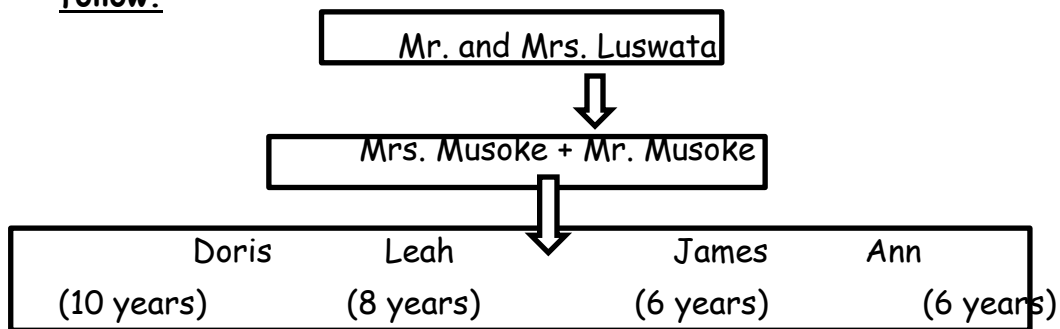 follow:
Mr. and Mrs. Luswata
Mrs. Musoke + Mr. Musoke
Doris Leah James Ann
(10 years) (8 years) (6 years) (6 years)